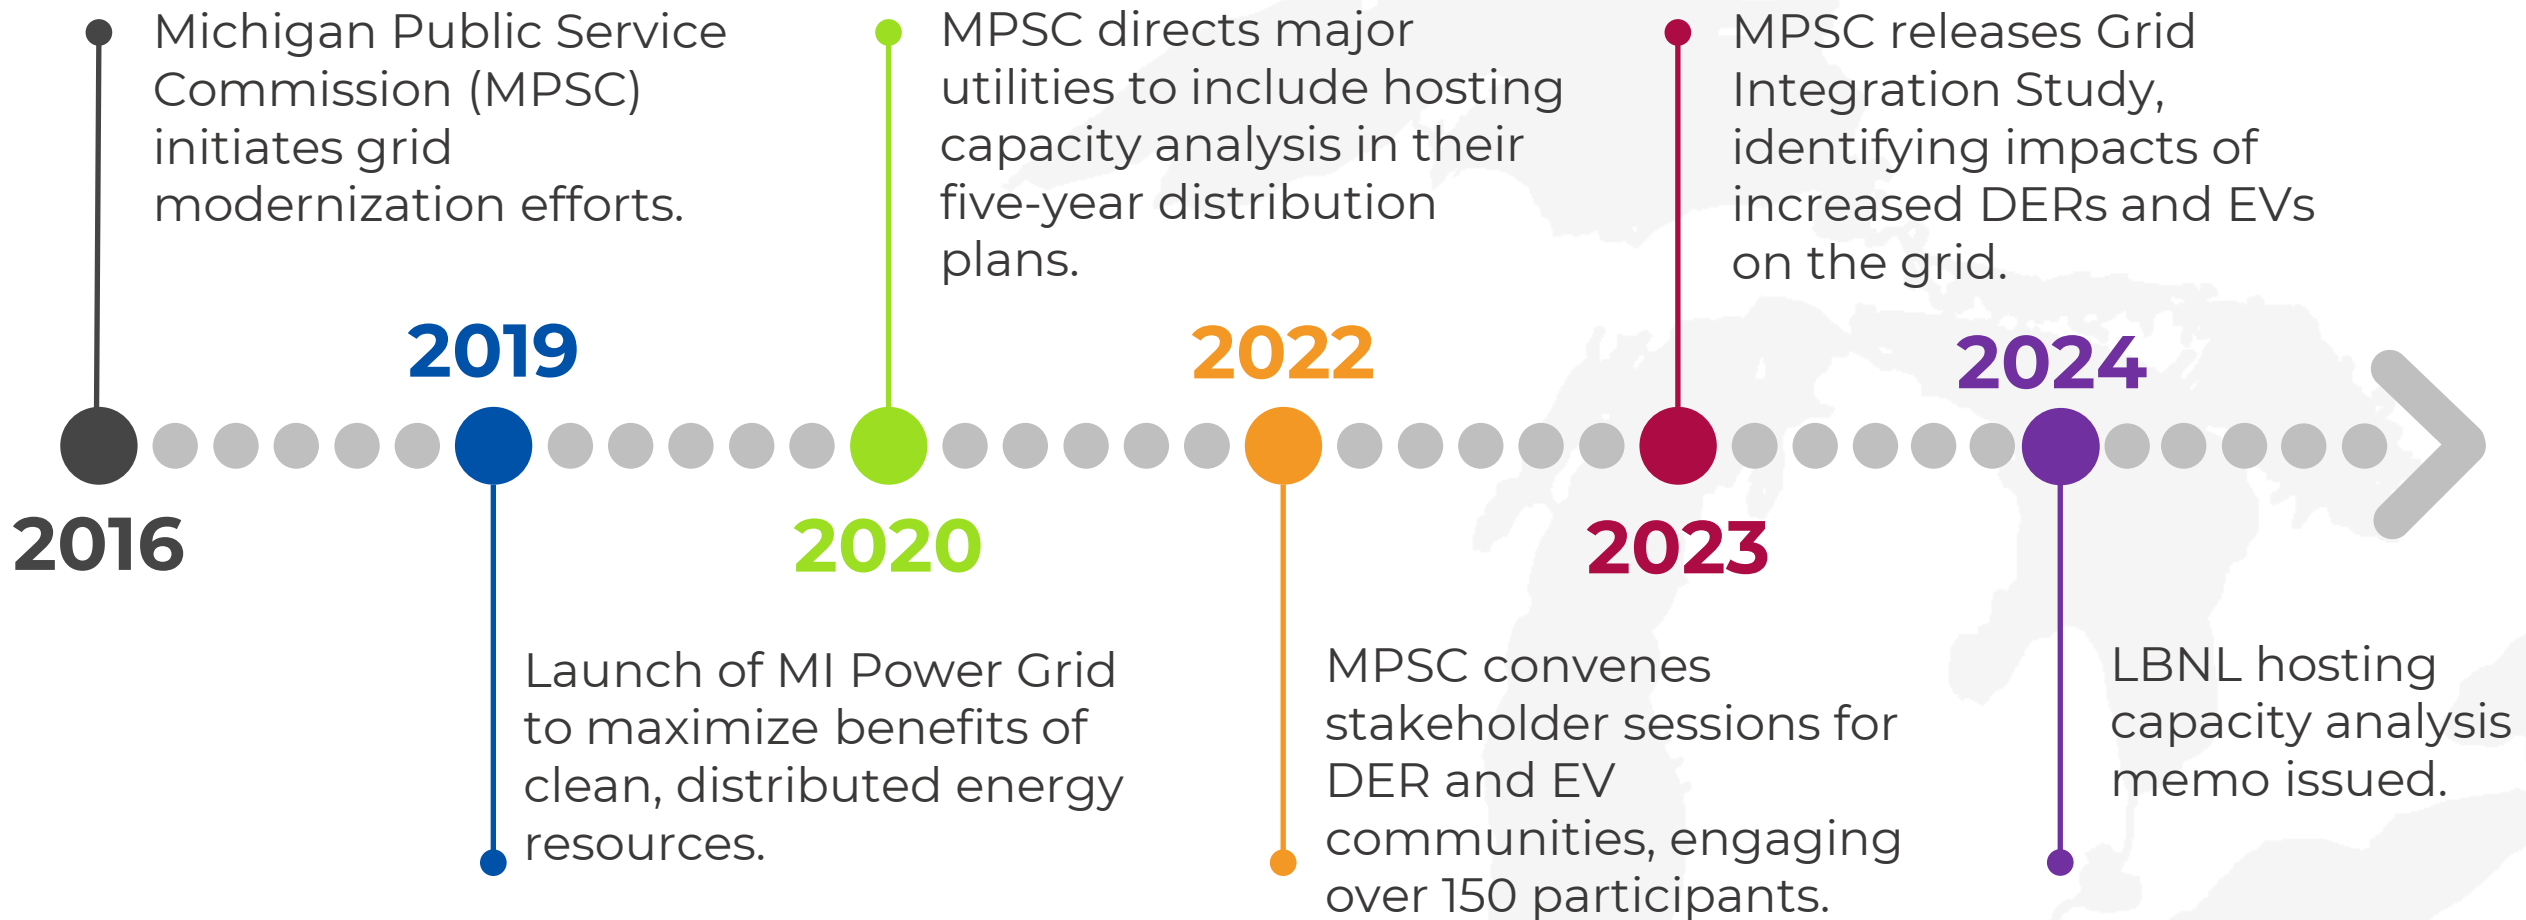 Michigan Public Service
Commission (MPSC)
initiates grid
modernization efforts.
2016
2019
Launch of MI Power Grid
to maximize benefits of
clean, distributed energy
resources.
MPSC directs major
utilities to include hosting
capacity analysis in their
five-year distribution
plans.
2020
2022
MPSC convenes
stakeholder sessions for
DER and EV
communities, engaging
over 150 participants.
MPSC releases Grid
Integration Study,
identifying impacts of
increased DERs and EVs
on the grid.
2023
2024
LBNL hosting
capacity analysis
memo issued.